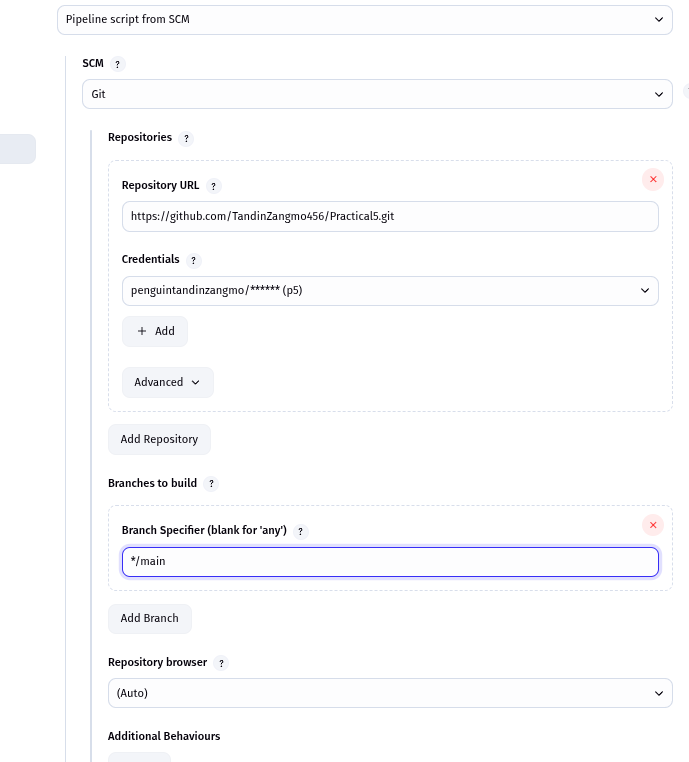 Pipeline script from SCM
SCM ?
Git
Repositories ?
Repository URL ?
https://github.com/TandinZangmo456/Practical5.git
Credentials ?
penguintandinzangmo/****** (p5)
+ Add
Advanced
Add Repository
Branches to build ?
Branch Specifier (blank for 'any') ?
*/main
Add Branch
Repository browser ?
(Auto)
Additional Behaviours